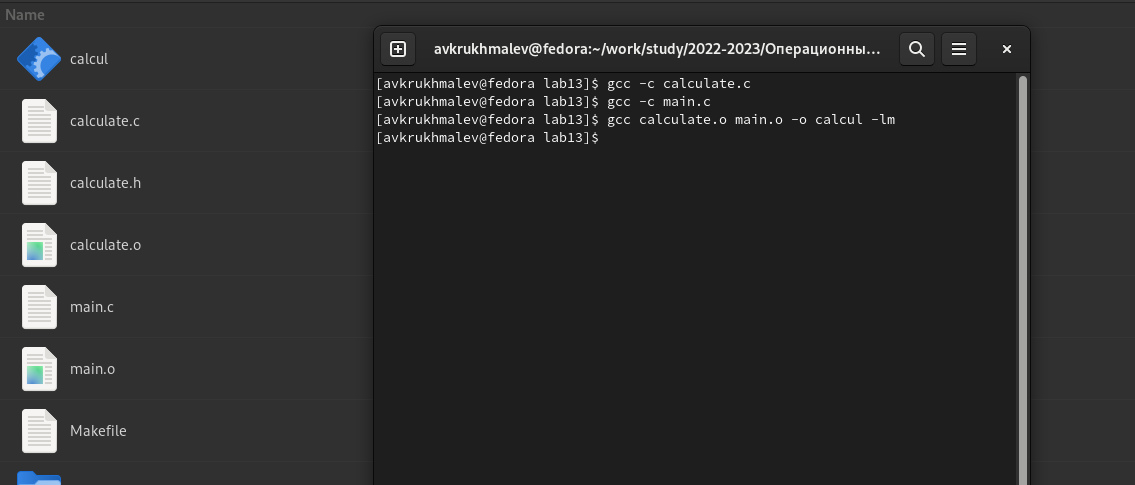 Name
calcul
calculate.c
calculate.h
calculate.o
main.c
main.o
Makefile
avkrukhmalev@fedora:~/work/study/2022-2023/Операционны…
[avkrukhmalev@fedora lab13]$ gcc -c calculate.c
[avkrukhmalev@fedora lab13]$ gcc -c main.c
[avkrukhmalev@fedora lab13]$ gcc calculate.o main.o -o calcul -lm
[avkrukhmalev@fedora lab13]$